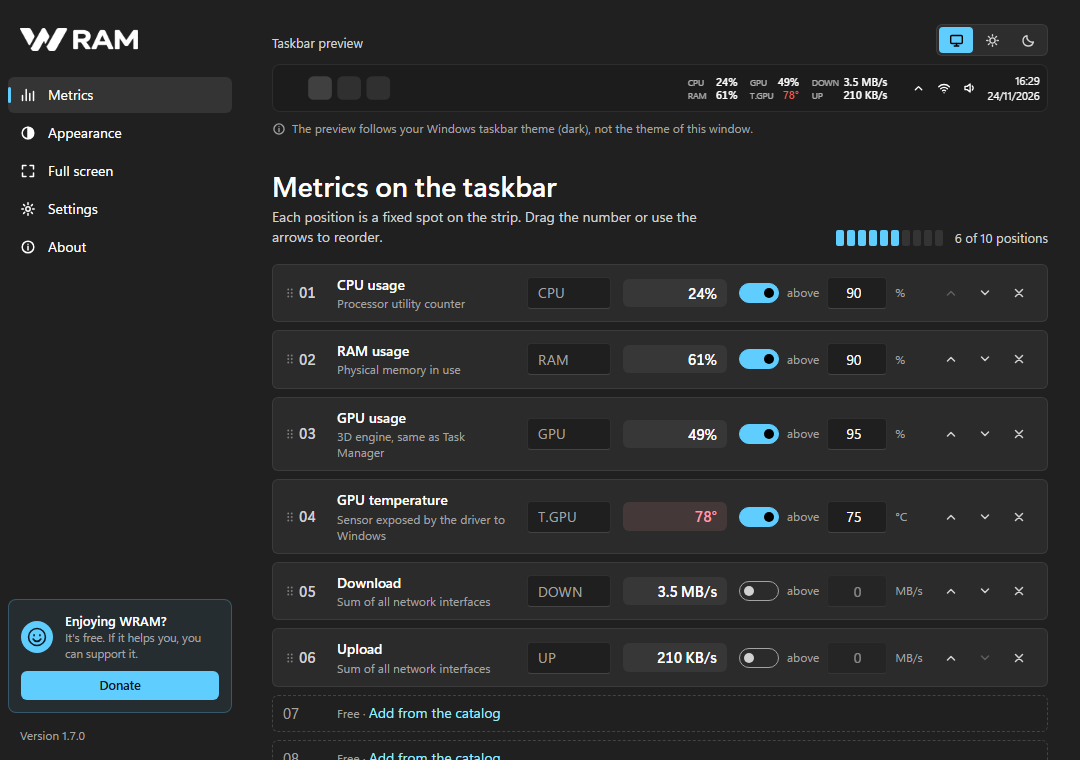 WRAM
Metrics
Appearance
Full screen
Settings
About
Enjoying WRAM?
It's free. If it helps you, you
can support it.
Donate
Version 1.7.0
Taskbar preview
CPU 24% GPU 49% DOWN 3.5 MB/s
RAM 61% T.GPU 78° UP 210 KB/s
16:29
24/11/2026
The preview follows your Windows taskbar theme (dark), not the theme of this window.
Metrics on the taskbar
Each position is a fixed spot on the strip. Drag the number or use the
arrows to reorder.
6 of 10 positions
01 CPU usage CPU 24% above 90 %
Processor utility counter
02 RAM usage RAM 61% above 90 %
Physical memory in use
03 GPU usage GPU 49% above 95 %
3D engine, same as Task
Manager
04 GPU temperature T.GPU 78° above 75 °C
Sensor exposed by the driver to
Windows
05 Download DOWN 3.5 MB/s above 0 MB/s
Sum of all network interfaces
06 Upload UP 210 KB/s above 0 MB/s
Sum of all network interfaces
07 Free · Add from the catalog
08 Free · Add from the catalog